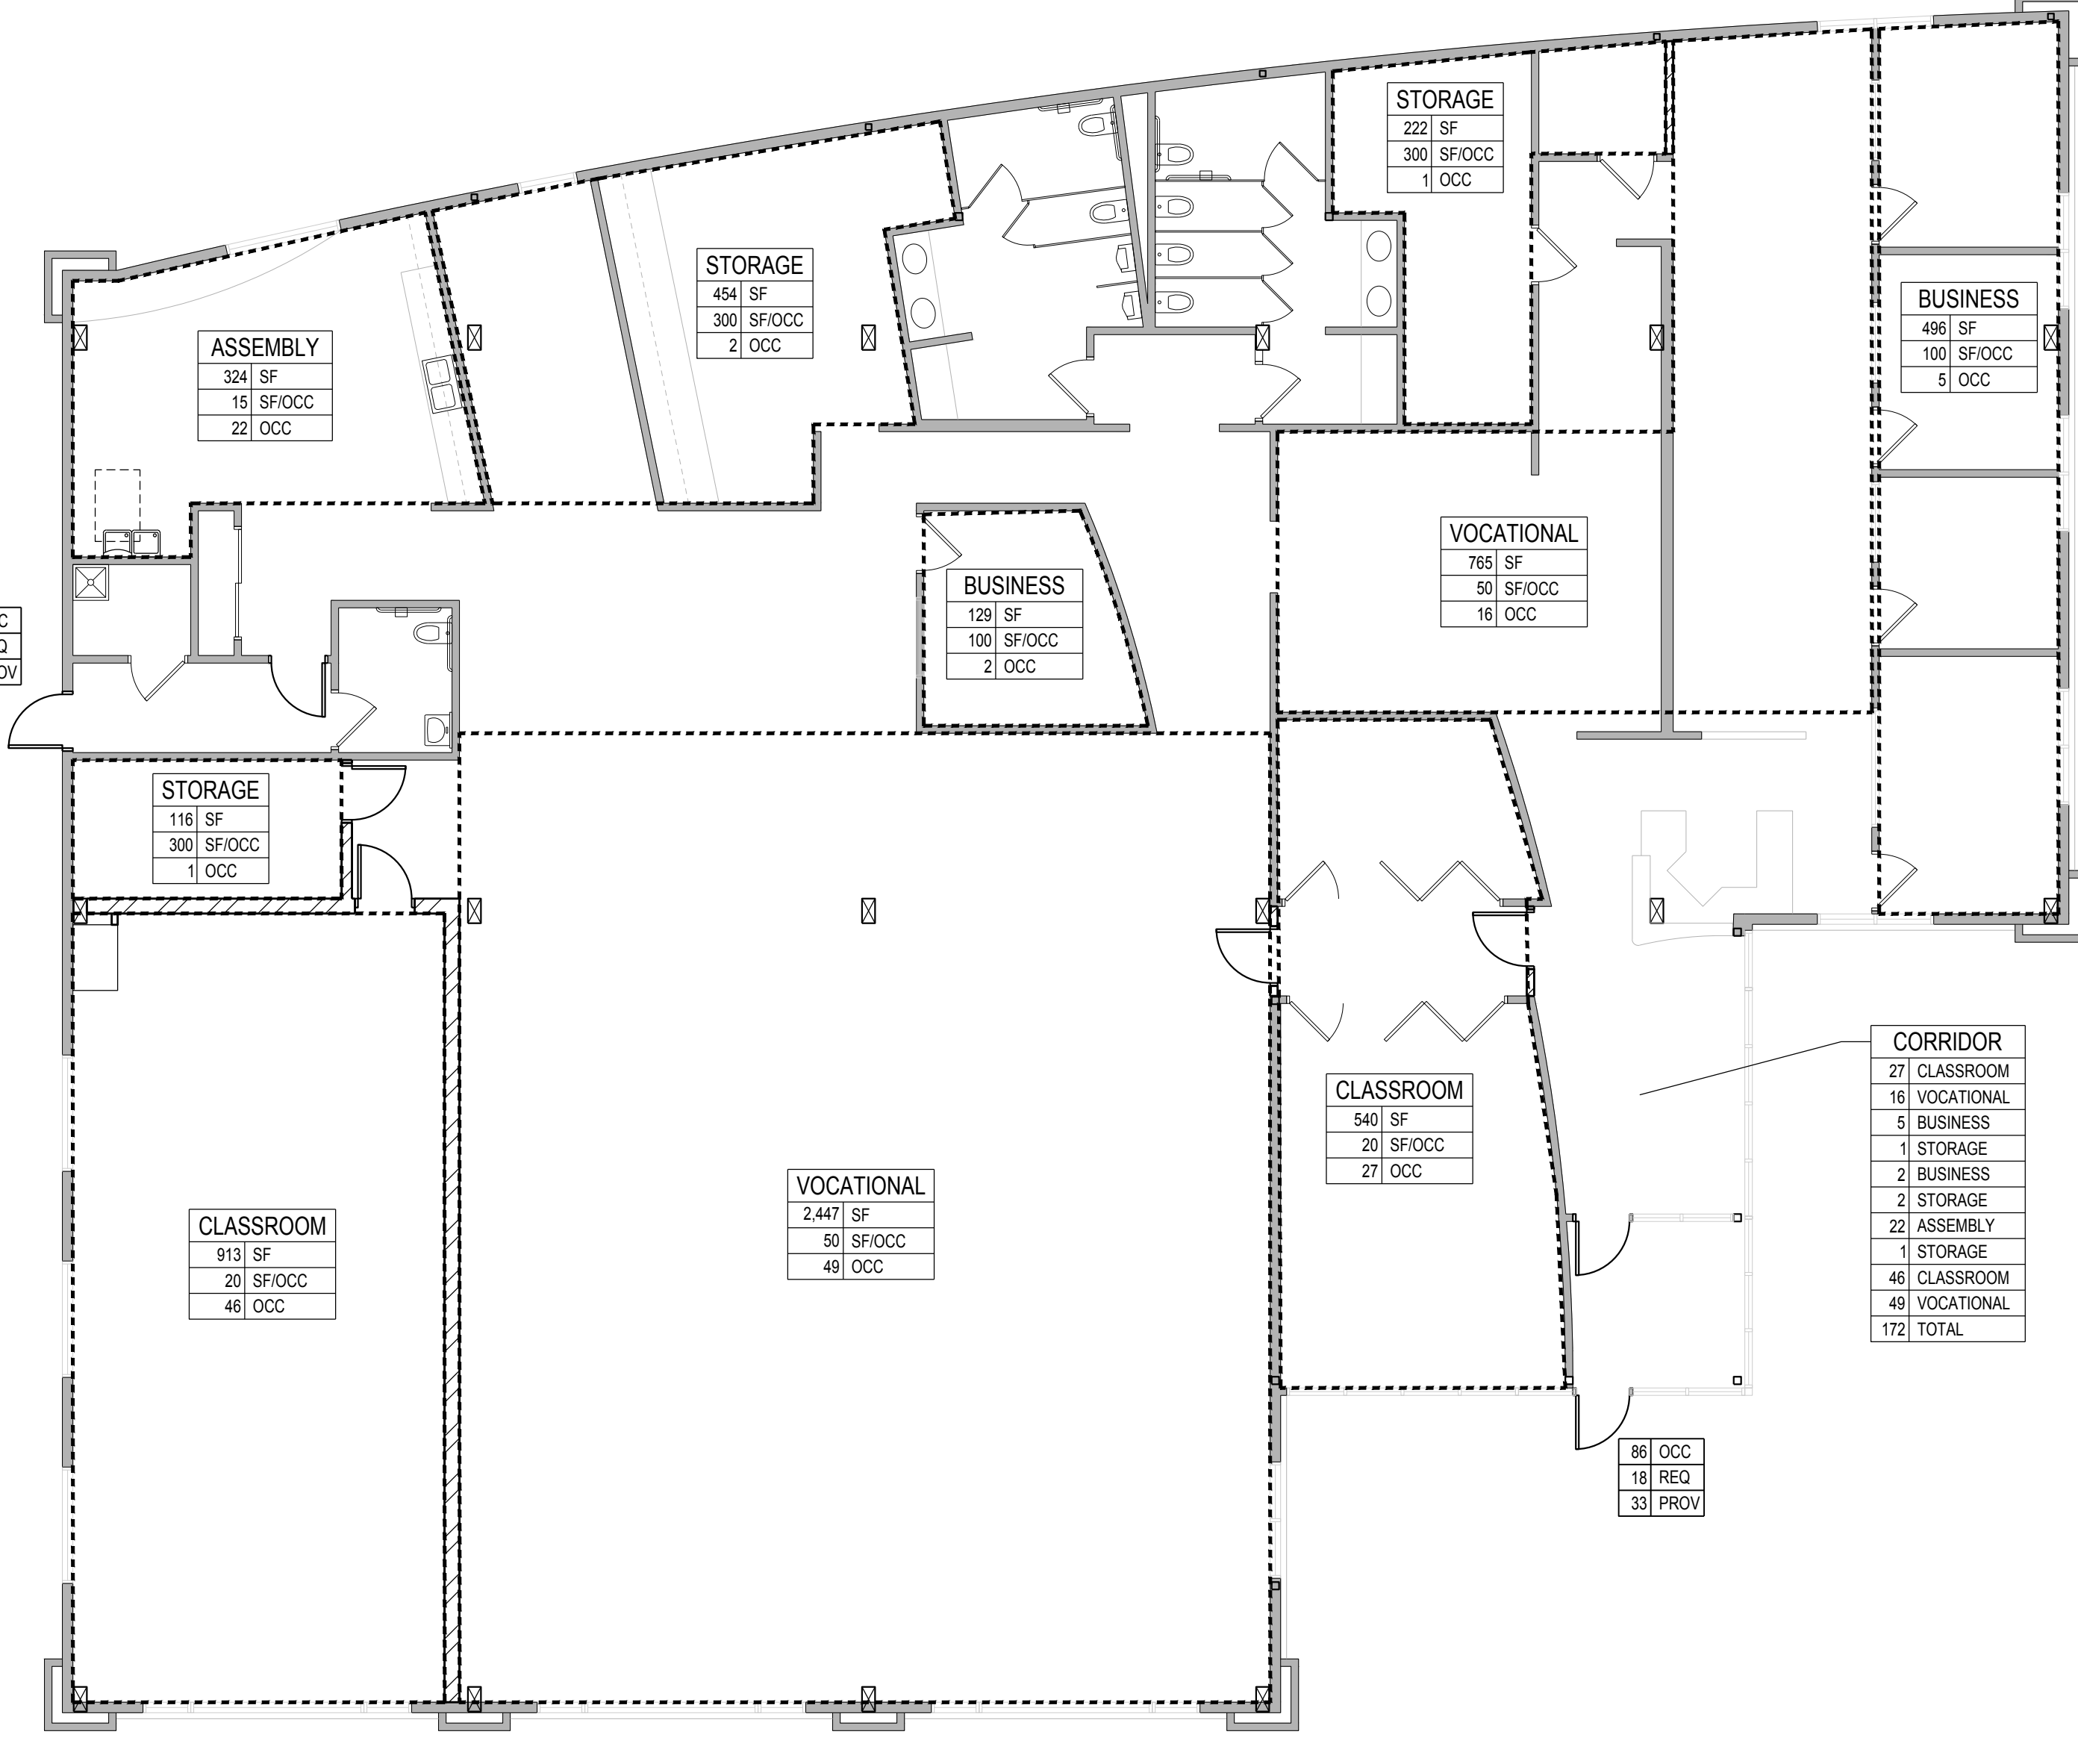 STORAGE
222 SF
300 SF/OCC
1 OCC
STORAGE
454 SF
300 SF/OCC
2 OCC
BUSINESS
496 SF
100 SF/OCC
5 OCC
ASSEMBLY
324 SF
15 SF/OCC
22 OCC
VOCATIONAL
765 SF
50 SF/OCC
16 OCC
BUSINESS
129 SF
100 SF/OCC
2 OCC
C
Q
OV
STORAGE
116 SF
300 SF/OCC
1 OCC
CORRIDOR
27 CLASSROOM
16 VOCATIONAL
5 BUSINESS
1 STORAGE
2 BUSINESS
2 STORAGE
22 ASSEMBLY
1 STORAGE
46 CLASSROOM
49 VOCATIONAL
172 TOTAL
CLASSROOM
540 SF
20 SF/OCC
27 OCC
VOCATIONAL
2,447 SF
50 SF/OCC
49 OCC
CLASSROOM
913 SF
20 SF/OCC
46 OCC
86 OCC
18 REQ
33 PROV